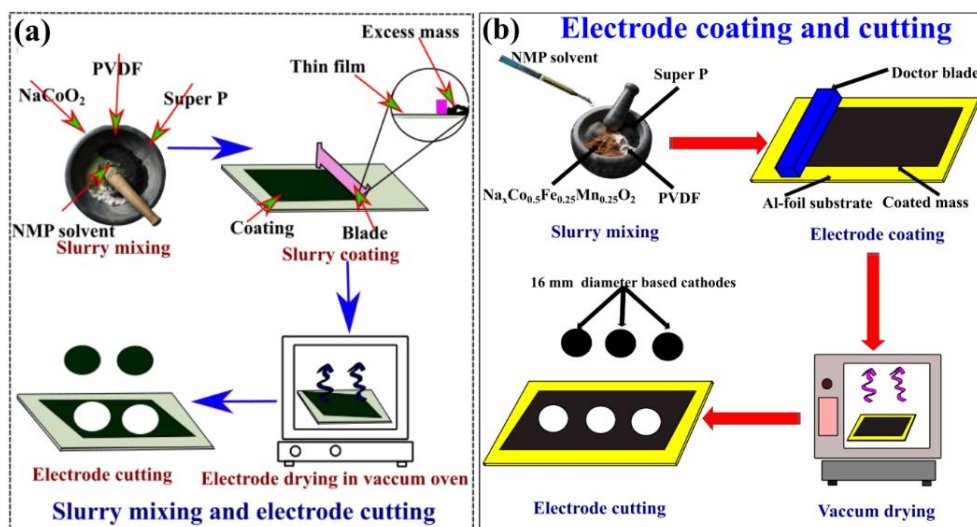 (a)
Excess mass
PVDF
Thin film
NaCoO₂
Super P
NMP solvent
Slurry mixing
Coating
Blade
Slurry coating
Electrode cutting
Electrode drying in vaccum oven
Slurry mixing and electrode cutting
(b)
Electrode coating and cutting
NMP solvent
Super P
Doctor blade
NaₓCo₀.₅Fe₀.₂₅Mn₀.₂₅O₂
PVDF
Slurry mixing
Al-foil substrate
Coated mass
Electrode coating
16 mm diameter based cathodes
Electrode cutting
Vaccum drying